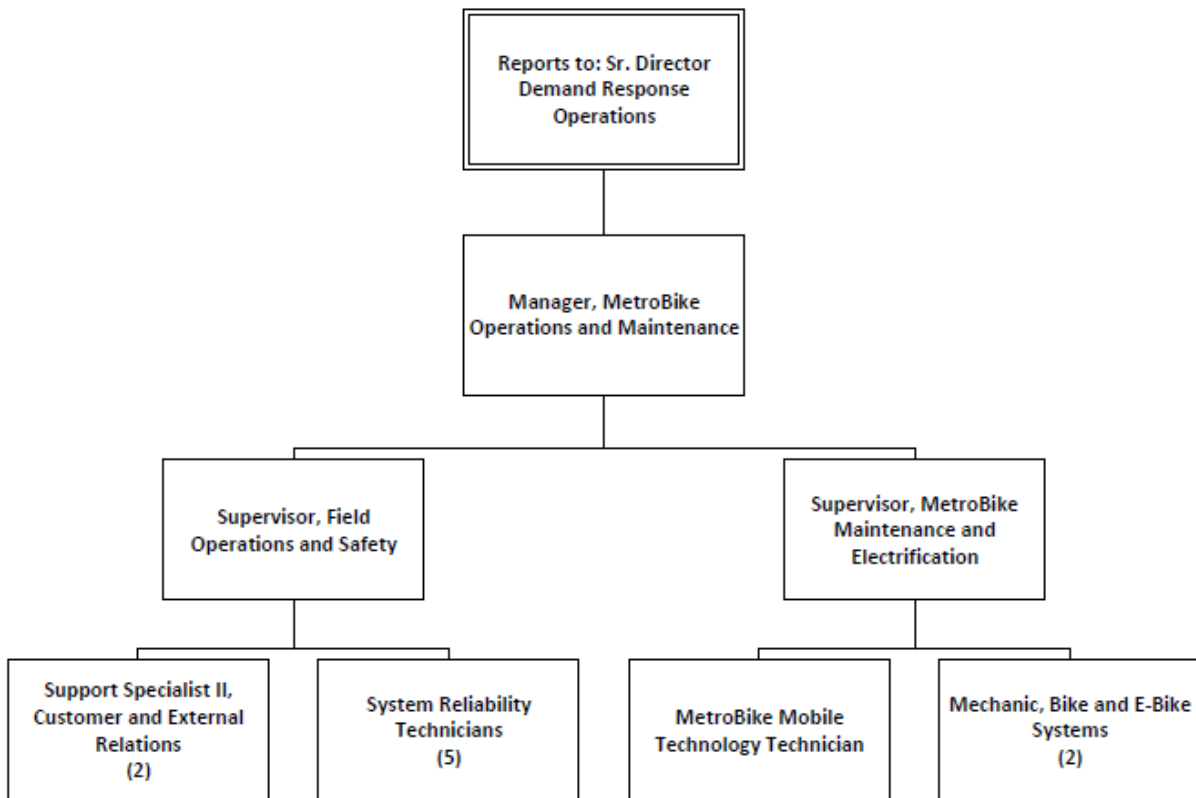 Reports to: Sr. Director
Demand Response
Operations
Manager, MetroBike
Operations and Maintenance
Supervisor, Field
Operations and Safety
Supervisor, MetroBike
Maintenance and
Electrification
Support Specialist II,
Customer and External
Relations
(2)
System Reliability
Technicians
(5)
MetroBike Mobile
Technology Technician
Mechanic, Bike and E-Bike
Systems
(2)